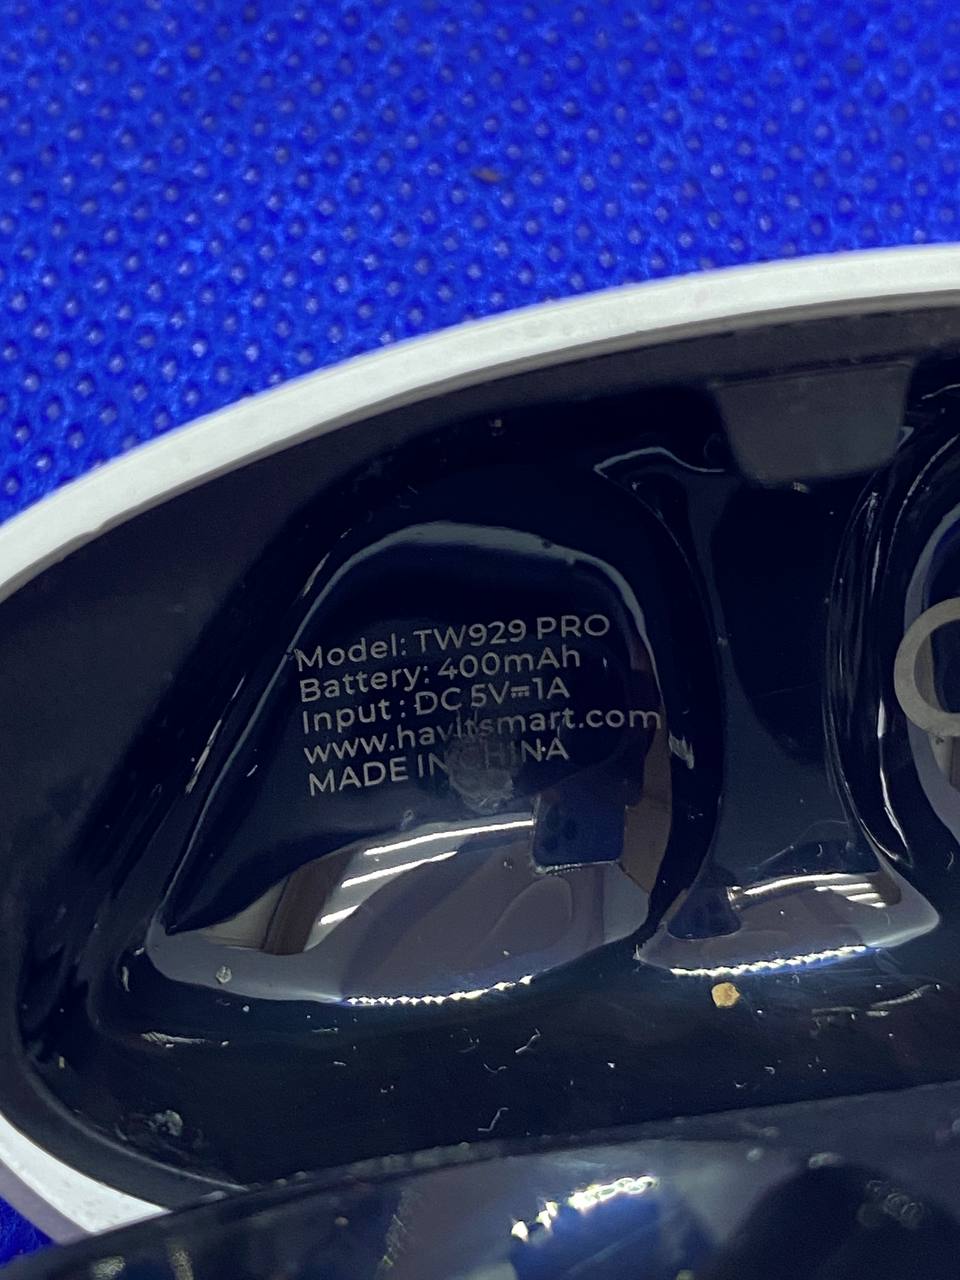 Model: TW929 PRO
Battery: 400mAh
Input : DC 5V⎓1A
www.havitsmart.com
MADE IN CHINA